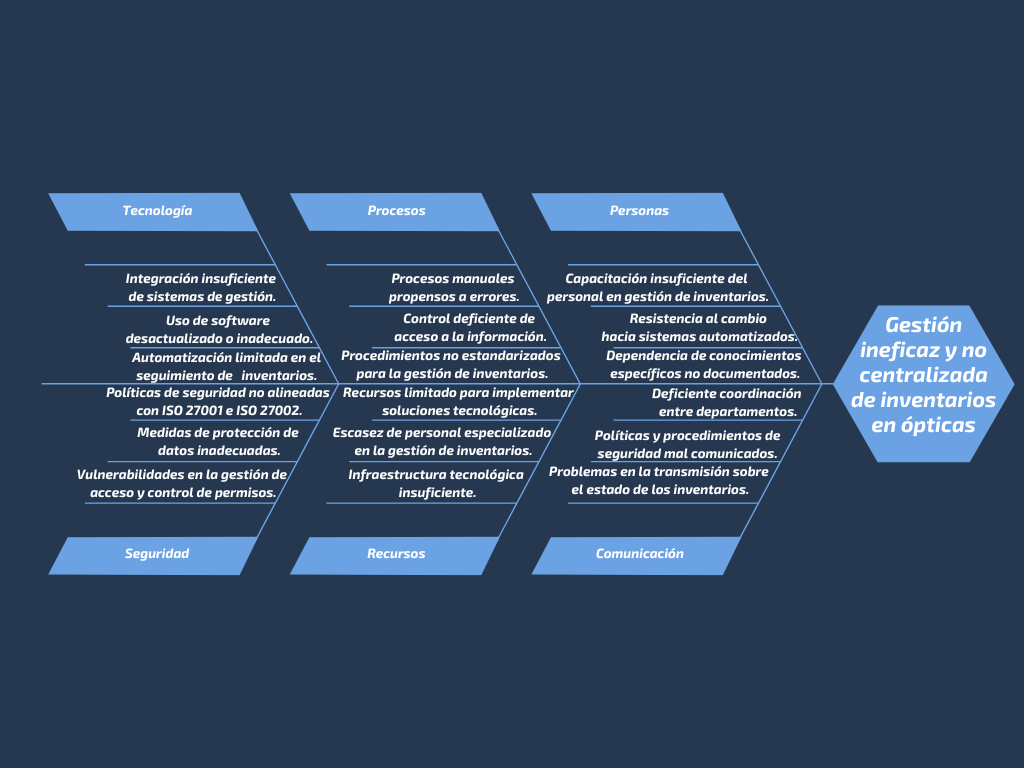 Tecnología
Integración insuficiente
de sistemas de gestión.
Uso de software
desactualizado o inadecuado.
Automatización limitada en el
seguimiento de inventarios.
Procesos
Procesos manuales
propensos a errores.
Control deficiente de
acceso a la información.
Procedimientos no estandarizados
para la gestión de inventarios.
Personas
Capacitación insuficiente del
personal en gestión de inventarios.
Resistencia al cambio
hacia sistemas automatizados.
Dependencia de conocimientos
específicos no documentados.
Políticas de seguridad no alineadas
con ISO 27001 e ISO 27002.
Medidas de protección de
datos inadecuadas.
Vulnerabilidades en la gestión de
acceso y control de permisos.
Seguridad
Recursos limitado para implementar
soluciones tecnológicas.
Escasez de personal especializado
en la gestión de inventarios.
Infraestructura tecnológica
insuficiente.
Recursos
Deficiente coordinación
entre departamentos.
Políticas y procedimientos de
seguridad mal comunicados.
Problemas en la transmisión sobre
el estado de los inventarios.
Comunicación
Gestión
ineficaz y no
centralizada
de inventarios
en ópticas